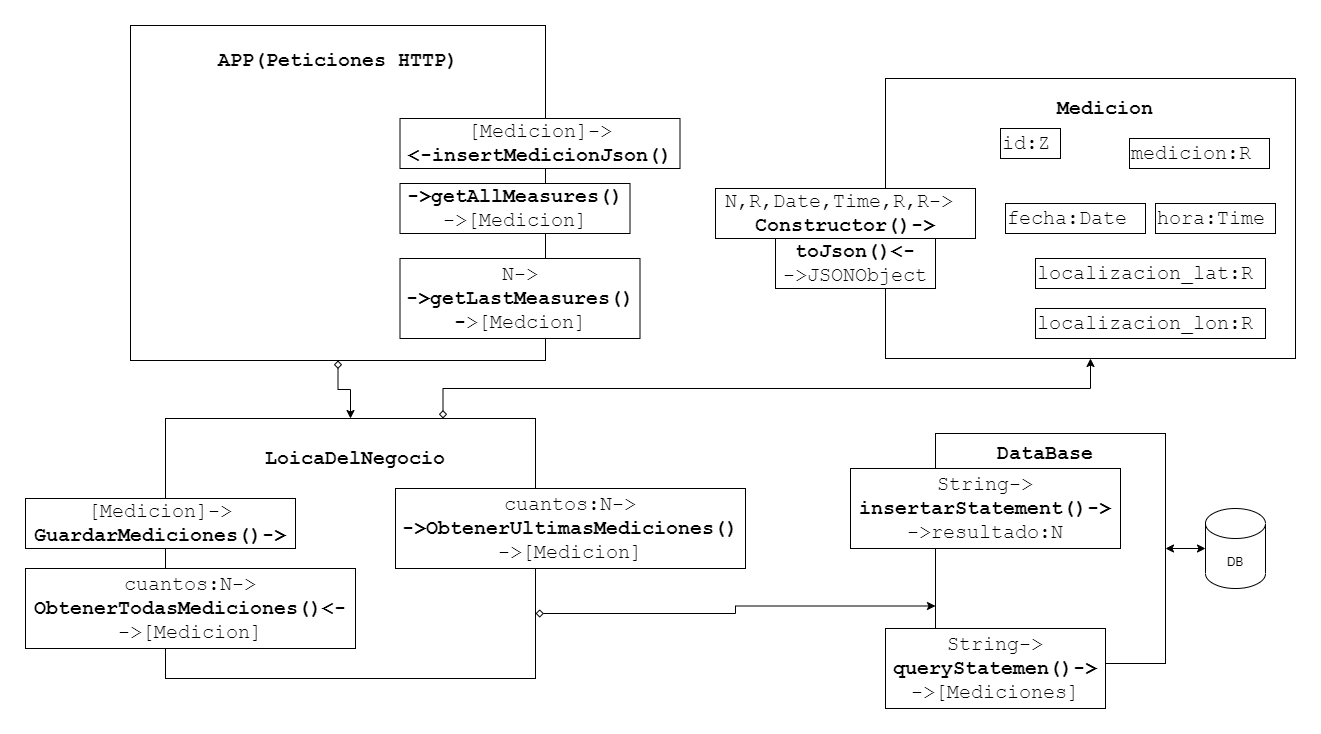 APP(Peticiones HTTP)
[Medicion]->
<-insertMedicionJson()
->getAllMeasures()
->[Medicion]
N->
->getLastMeasures()
->[Medcion]
Medicion
id:Z
medicion:R
N,R,Date,Time,R,R->
Constructor()->
toJson()<-
->JSONObject
fecha:Date
hora:Time
localizacion_lat:R
localizacion_lon:R
LoicaDelNegocio
[Medicion]->
GuardarMediciones()->
cuantos:N->
ObtenerTodasMediciones()<-
->[Medicion]
cuantos:N->
->ObtenerUltimasMediciones()
->[Medicion]
DataBase
String->
insertarStatement()->
->resultado:N
String->
queryStatemen()->
->[Mediciones]
DB